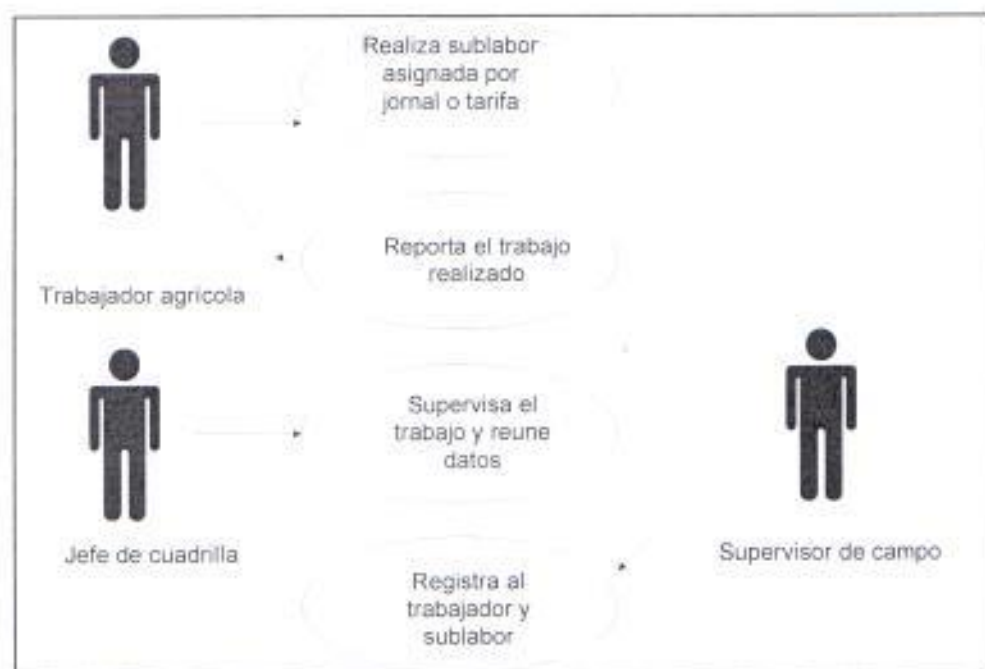 Realiza sublabor
asignada por
jornal o tarifa
Reporta el trabajo
realizado
Trabajador agrícola
Supervisa el
trabajo y reune
datos
Jefe de cuadrilla
Supervisor de campo
Registra al
trabajador y
sublabor